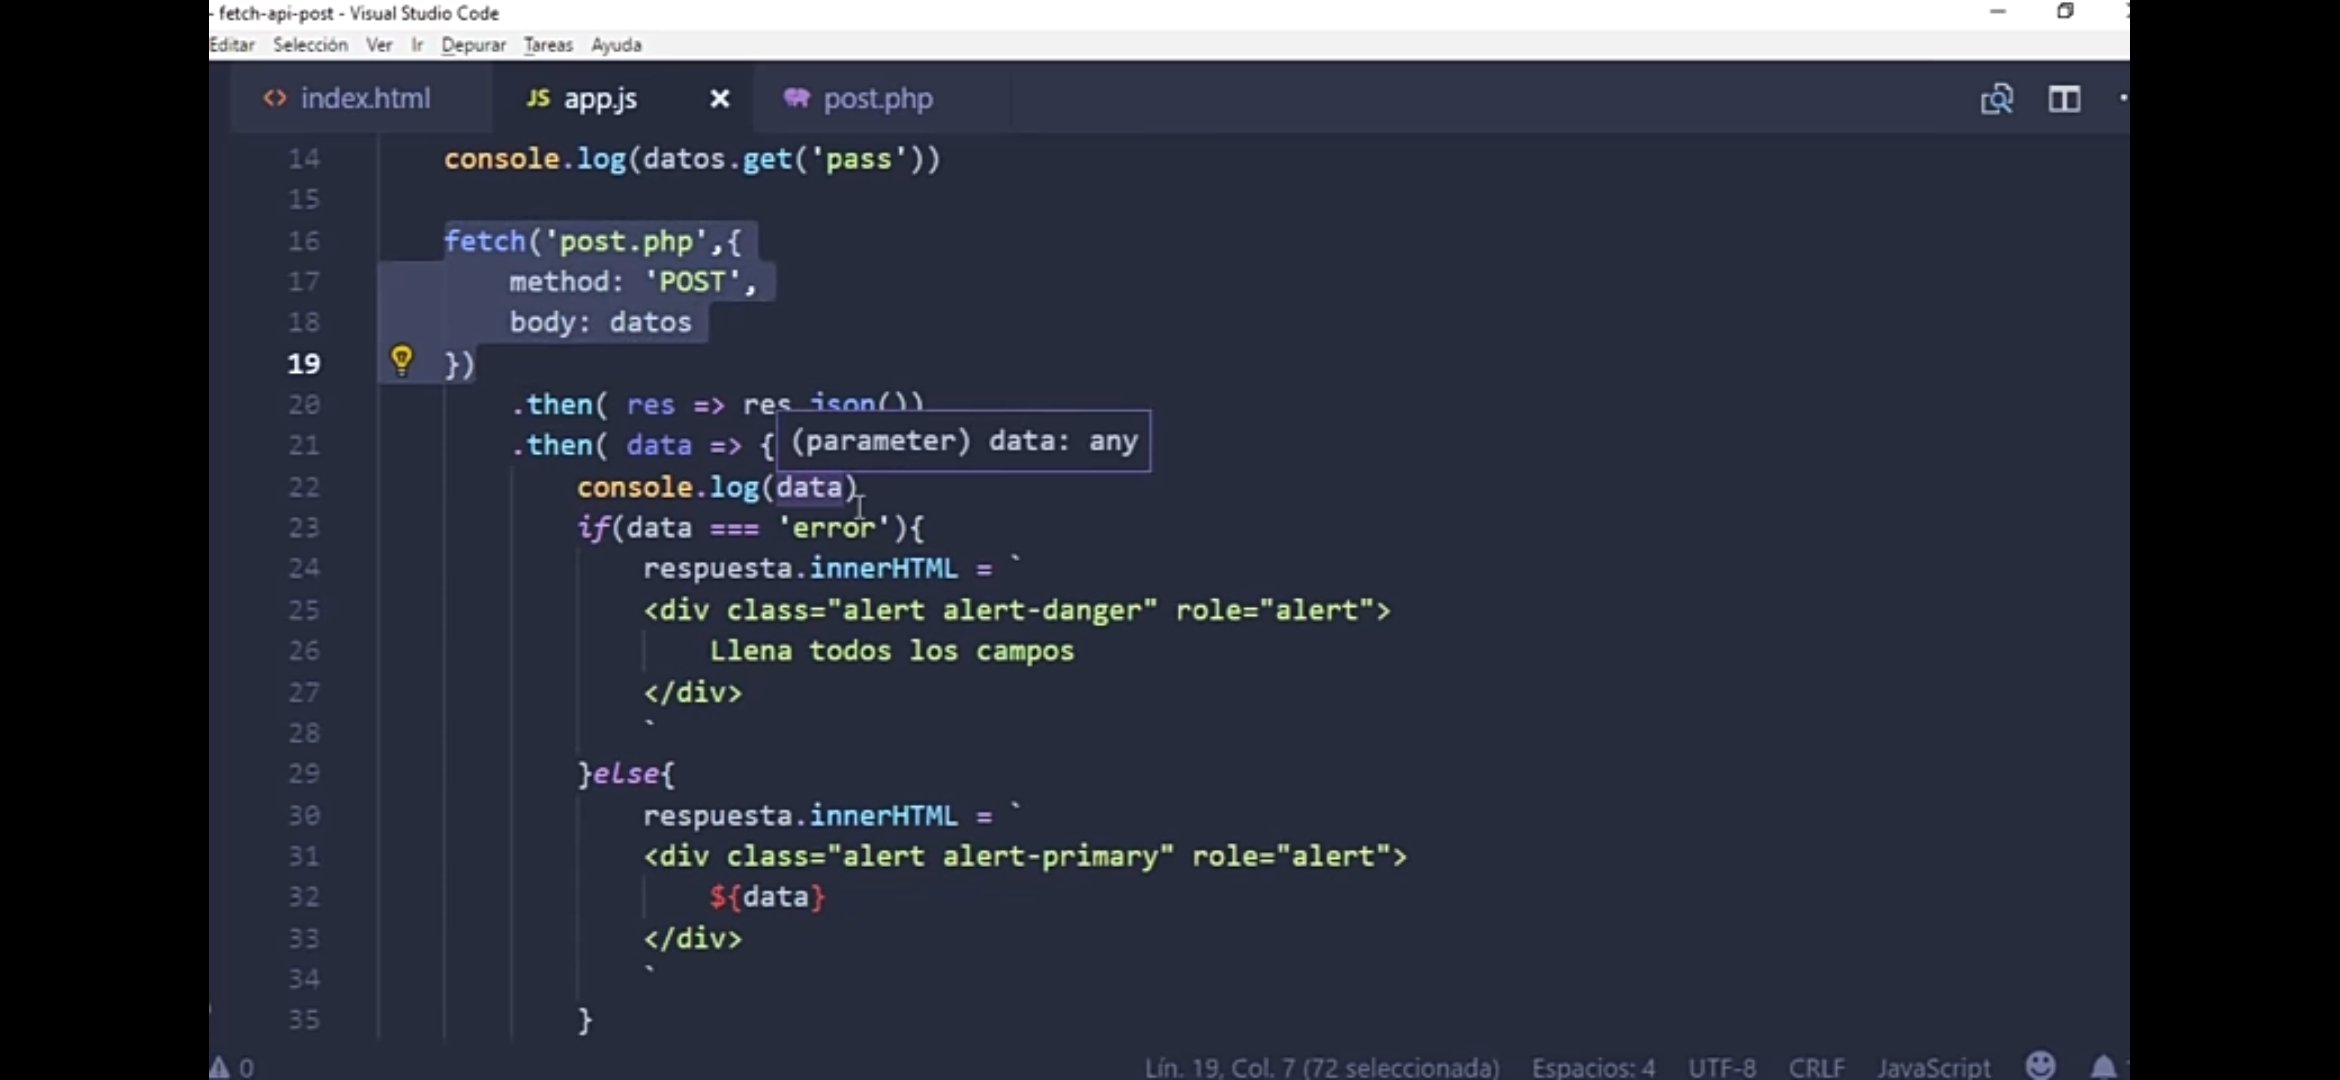 - fetch-api-post - Visual Studio Code
Editar Selección Ver Ir Depurar Tareas Ayuda
<> index.html JS app.js × post.php
14 console.log(datos.get('pass'))
15
16 fetch('post.php',{
17 method: 'POST',
18 body: datos
19 })
20 .then( res => res.json())
21 .then( data => {
(parameter) data: any
22 console.log(data)
23 if(data === 'error'){
24 respuesta.innerHTML = `
25 <div class="alert alert-danger" role="alert">
26 Llena todos los campos
27 </div>
28 `
29 }else{
30 respuesta.innerHTML = `
31 <div class="alert alert-primary" role="alert">
32 ${data}
33 </div>
34 `
35 }
0 Lín. 19, Col. 7 (72 seleccionada) Espacios: 4 UTF-8 CRLF JavaScript